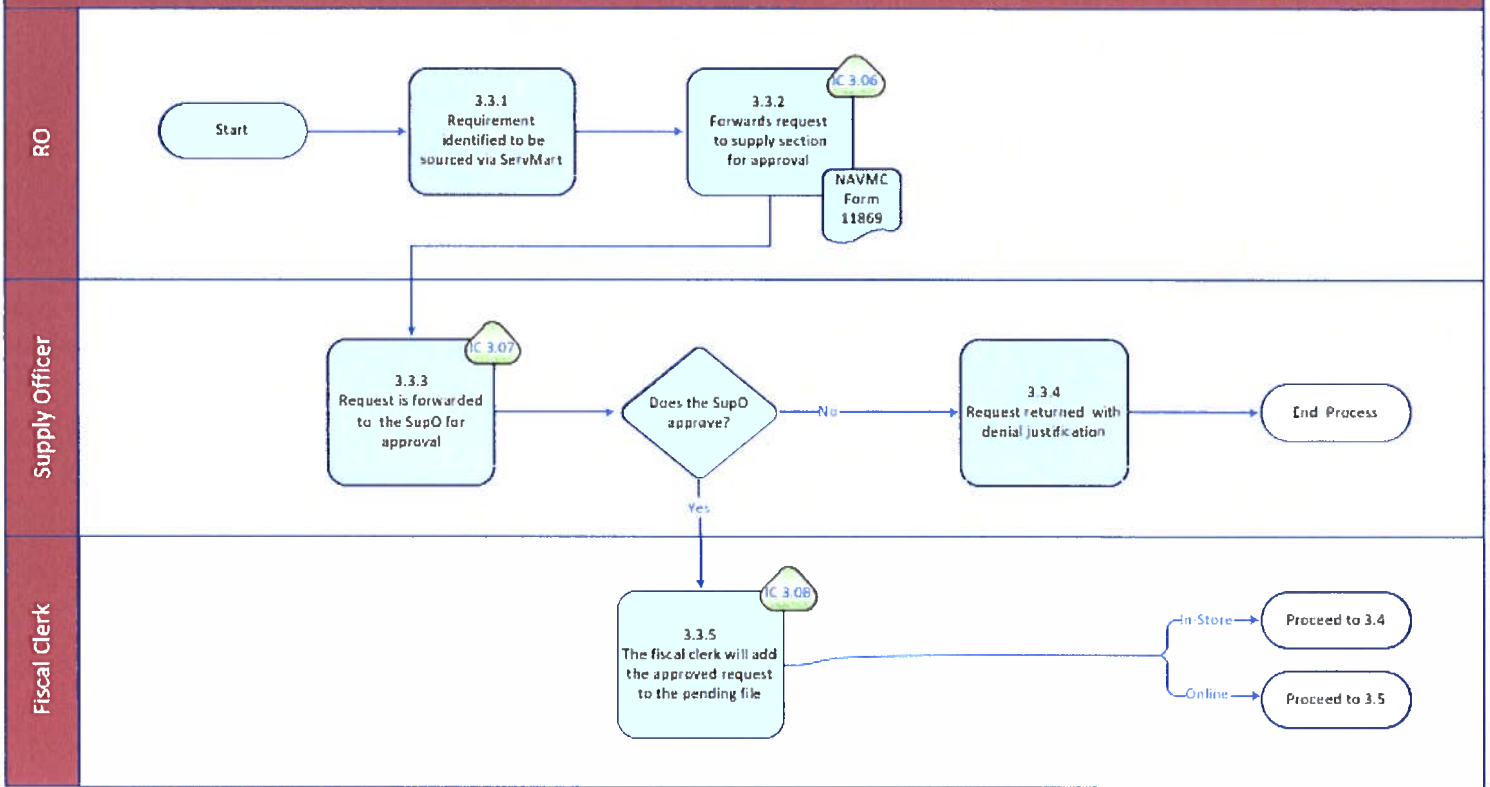 RO
Start
3.3.1
Requirement
identified to be
sourced via ServMart
IC 3.06
3.3.2
Forwards request
to supply section
for approval
NAVMC
Form
11869
Supply Officer
IC 3.07
3.3.3
Request is forwarded
to the SupO for
approval
Does the SupO
approve?
No
3.3.4
Request returned with
denial justification
End Process
Yes
Fiscal Clerk
IC 3.08
3.3.5
The fiscal clerk will add
the approved request
to the pending file
In-Store
Proceed to 3.4
Online
Proceed to 3.5